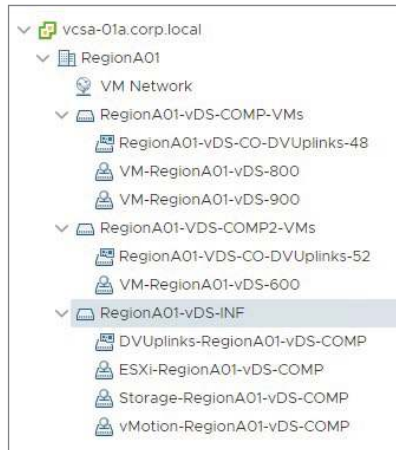 vcsa-01a.corp.local
RegionA01
VM Network
RegionA01-vDS-COMP-VMs
RegionA01-vDS-CO-DVUplinks-48
VM-RegionA01-vDS-800
VM-RegionA01-vDS-900
RegionA01-VDS-COMP2-VMs
RegionA01-VDS-CO-DVUplinks-52
VM-RegionA01-vDS-600
RegionA01-vDS-INF
DVUplinks-RegionA01-vDS-COMP
ESXi-RegionA01-vDS-COMP
Storage-RegionA01-vDS-COMP
vMotion-RegionA01-vDS-COMP